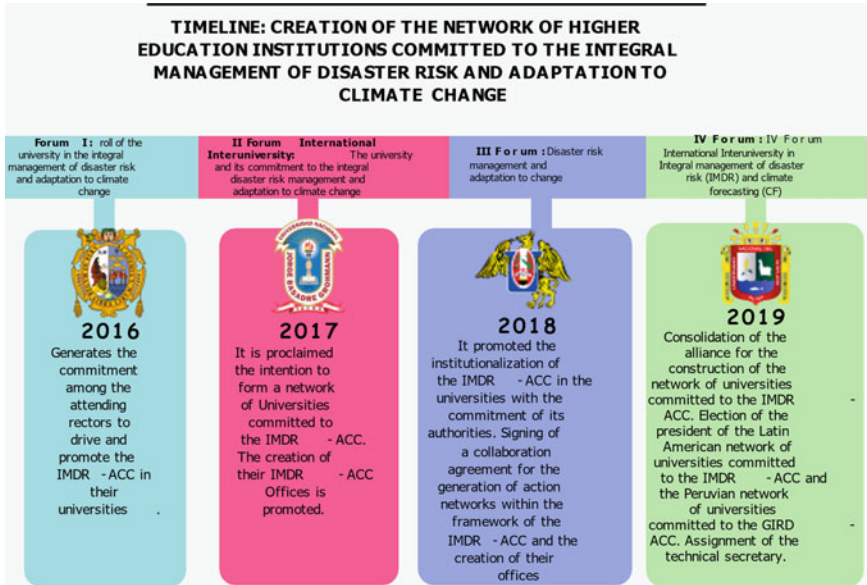 TIMELINE: CREATION OF THE NETWORK OF HIGHER
EDUCATION INSTITUTIONS COMMITTED TO THE INTEGRAL
MANAGEMENT OF DISASTER RISK AND ADAPTATION TO
CLIMATE CHANGE
Forum I: roll of the
university in the integral
management of disaster risk
and adaptation to climate
change
II Forum International
Interuniversity: The university
and its commitment to the integral
disaster risk management and
adaptation to climate change
III Forum: Disaster risk
management and
adaptation to change
IV Forum: IV Forum
International Interuniversity in
Integral management of disaster
risk (IMDR) and climate
forecasting (CF)
2016
Generates the
commitment
among the
attending
rectors to
drive and
promote the
IMDR -ACC in
their
universities .
UNIVERSIDAD NACIONAL
JORGE BASADRE GROHMANN
2017
It is proclaimed
the intention to
form a network
of Universities
committed to
the IMDR -ACC.
The creation of
their IMDR -ACC
Offices is
promoted.
2018
It promoted the
institutionalization of
the IMDR -ACC in the
universities with the
commitment of its
authorities. Signing of
a collaboration
agreement for the
generation of action
networks within the
framework of the
IMDR -ACC and the
creation of their
offices
NACIONAL DEL
2019
Consolidation of the
alliance for the
construction of the
network of universities
committed to the IMDR -
ACC. Election of the
president of the Latin
American network of
universities committed
to the IMDR -ACC and
the Peruvian network
of universities
committed to the GIRD -
ACC. Assignment of the
technical secretary.